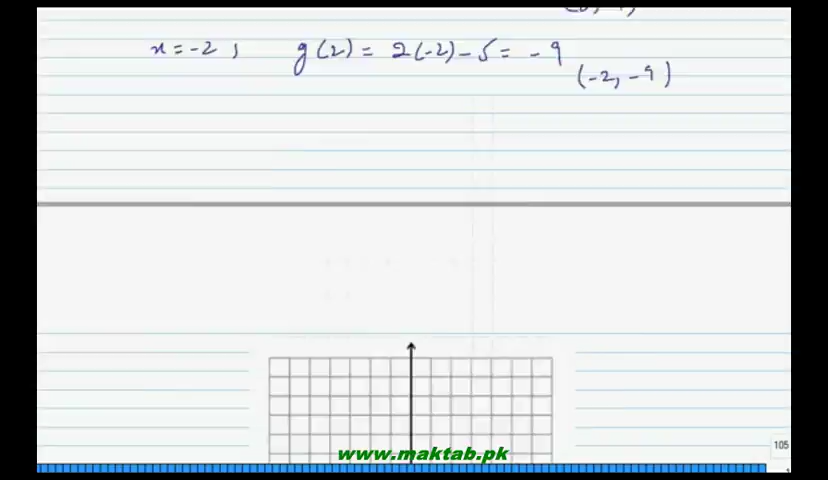 x = -2 ; g(2) = 2(-2) - 5 = -9
(-2, -9)
105
www.maktab.pk